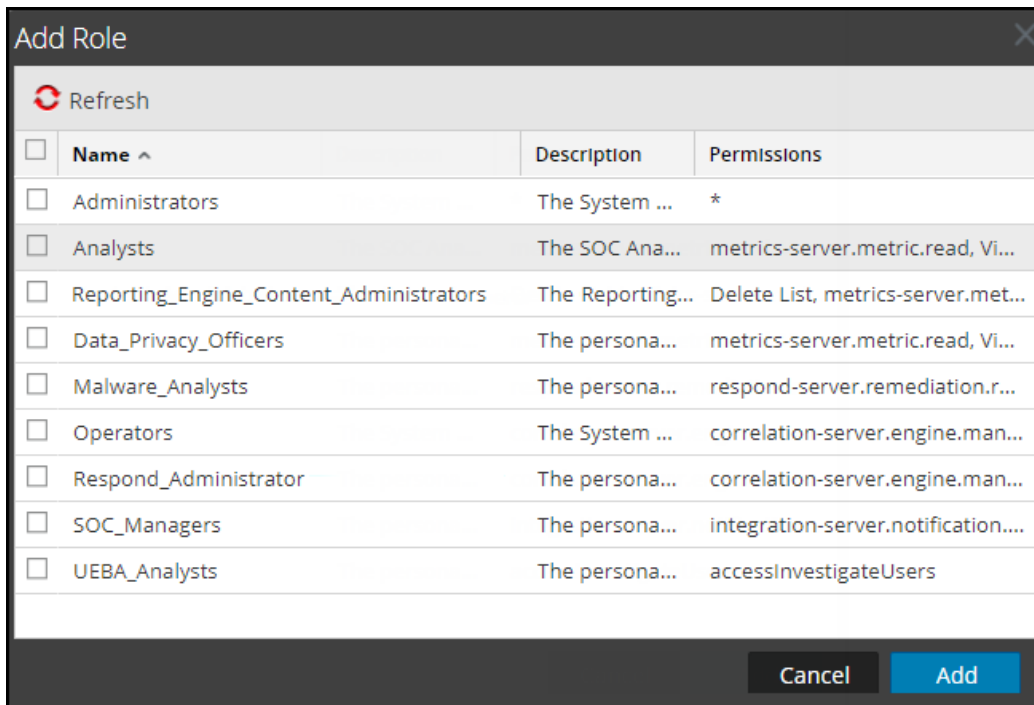 Add Role
Refresh
Name Description Permissions
Administrators The System ... *
Analysts The SOC Ana... metrics-server.metric.read, Vi...
Reporting_Engine_Content_Administrators The Reporting... Delete List, metrics-server.met...
Data_Privacy_Officers The persona... metrics-server.metric.read, Vi...
Malware_Analysts The persona... respond-server.remediation.r...
Operators The System ... correlation-server.engine.man...
Respond_Administrator The persona... correlation-server.engine.man...
SOC_Managers The persona... integration-server.notification....
UEBA_Analysts The persona... accessInvestigateUsers
Cancel Add